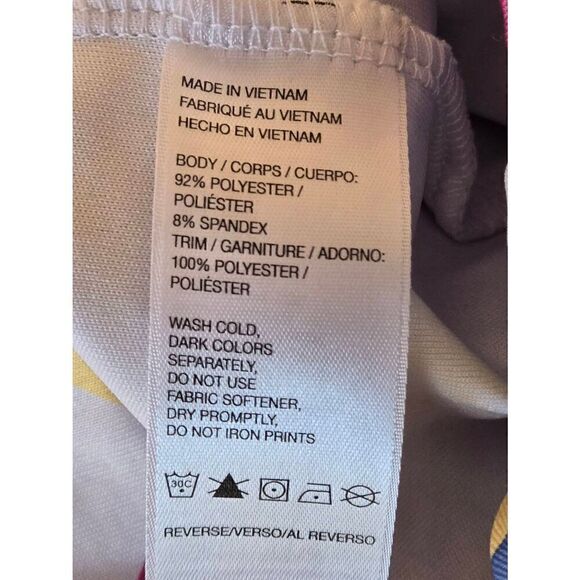 MADE IN VIETNAM
FABRIQUÉ AU VIETNAM
HECHO EN VIETNAM
BODY / CORPS / CUERPO:
92% POLYESTER /
POLIÉSTER
8% SPANDEX
TRIM / GARNITURE / ADORNO:
100% POLYESTER /
POLIÉSTER
WASH COLD,
DARK COLORS
SEPARATELY,
DO NOT USE
FABRIC SOFTENER,
DRY PROMPTLY,
DO NOT IRON PRINTS
30C
REVERSE/VERSO/AL REVERSO